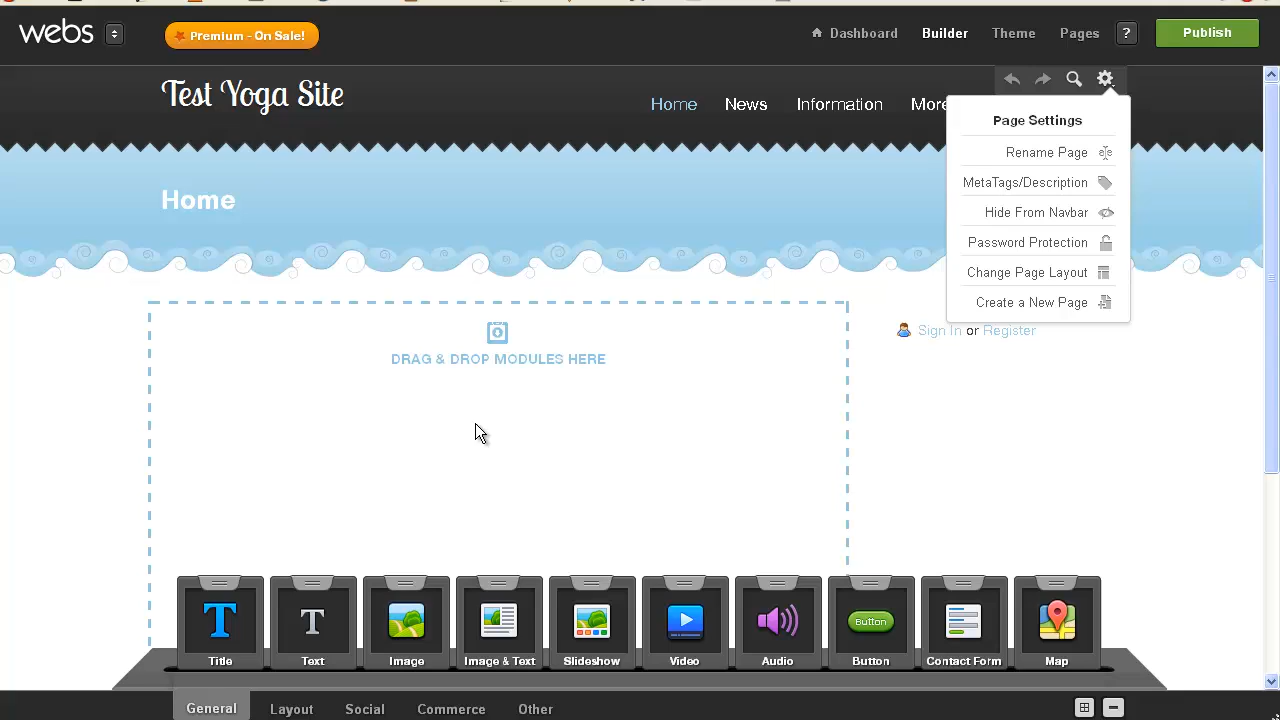 webs
Premium - On Sale!
Dashboard
Builder
Theme
Pages
?
Publish
Test Yoga Site
Home
News
Information
More
Page Settings
Rename Page
MetaTags/Description
Hide From Navbar
Password Protection
Change Page Layout
Create a New Page
Home
Sign In or Register
DRAG & DROP MODULES HERE
T
T
Button
Title
Text
Image
Image & Text
Slideshow
Video
Audio
Button
Contact Form
Map
General
Layout
Social
Commerce
Other